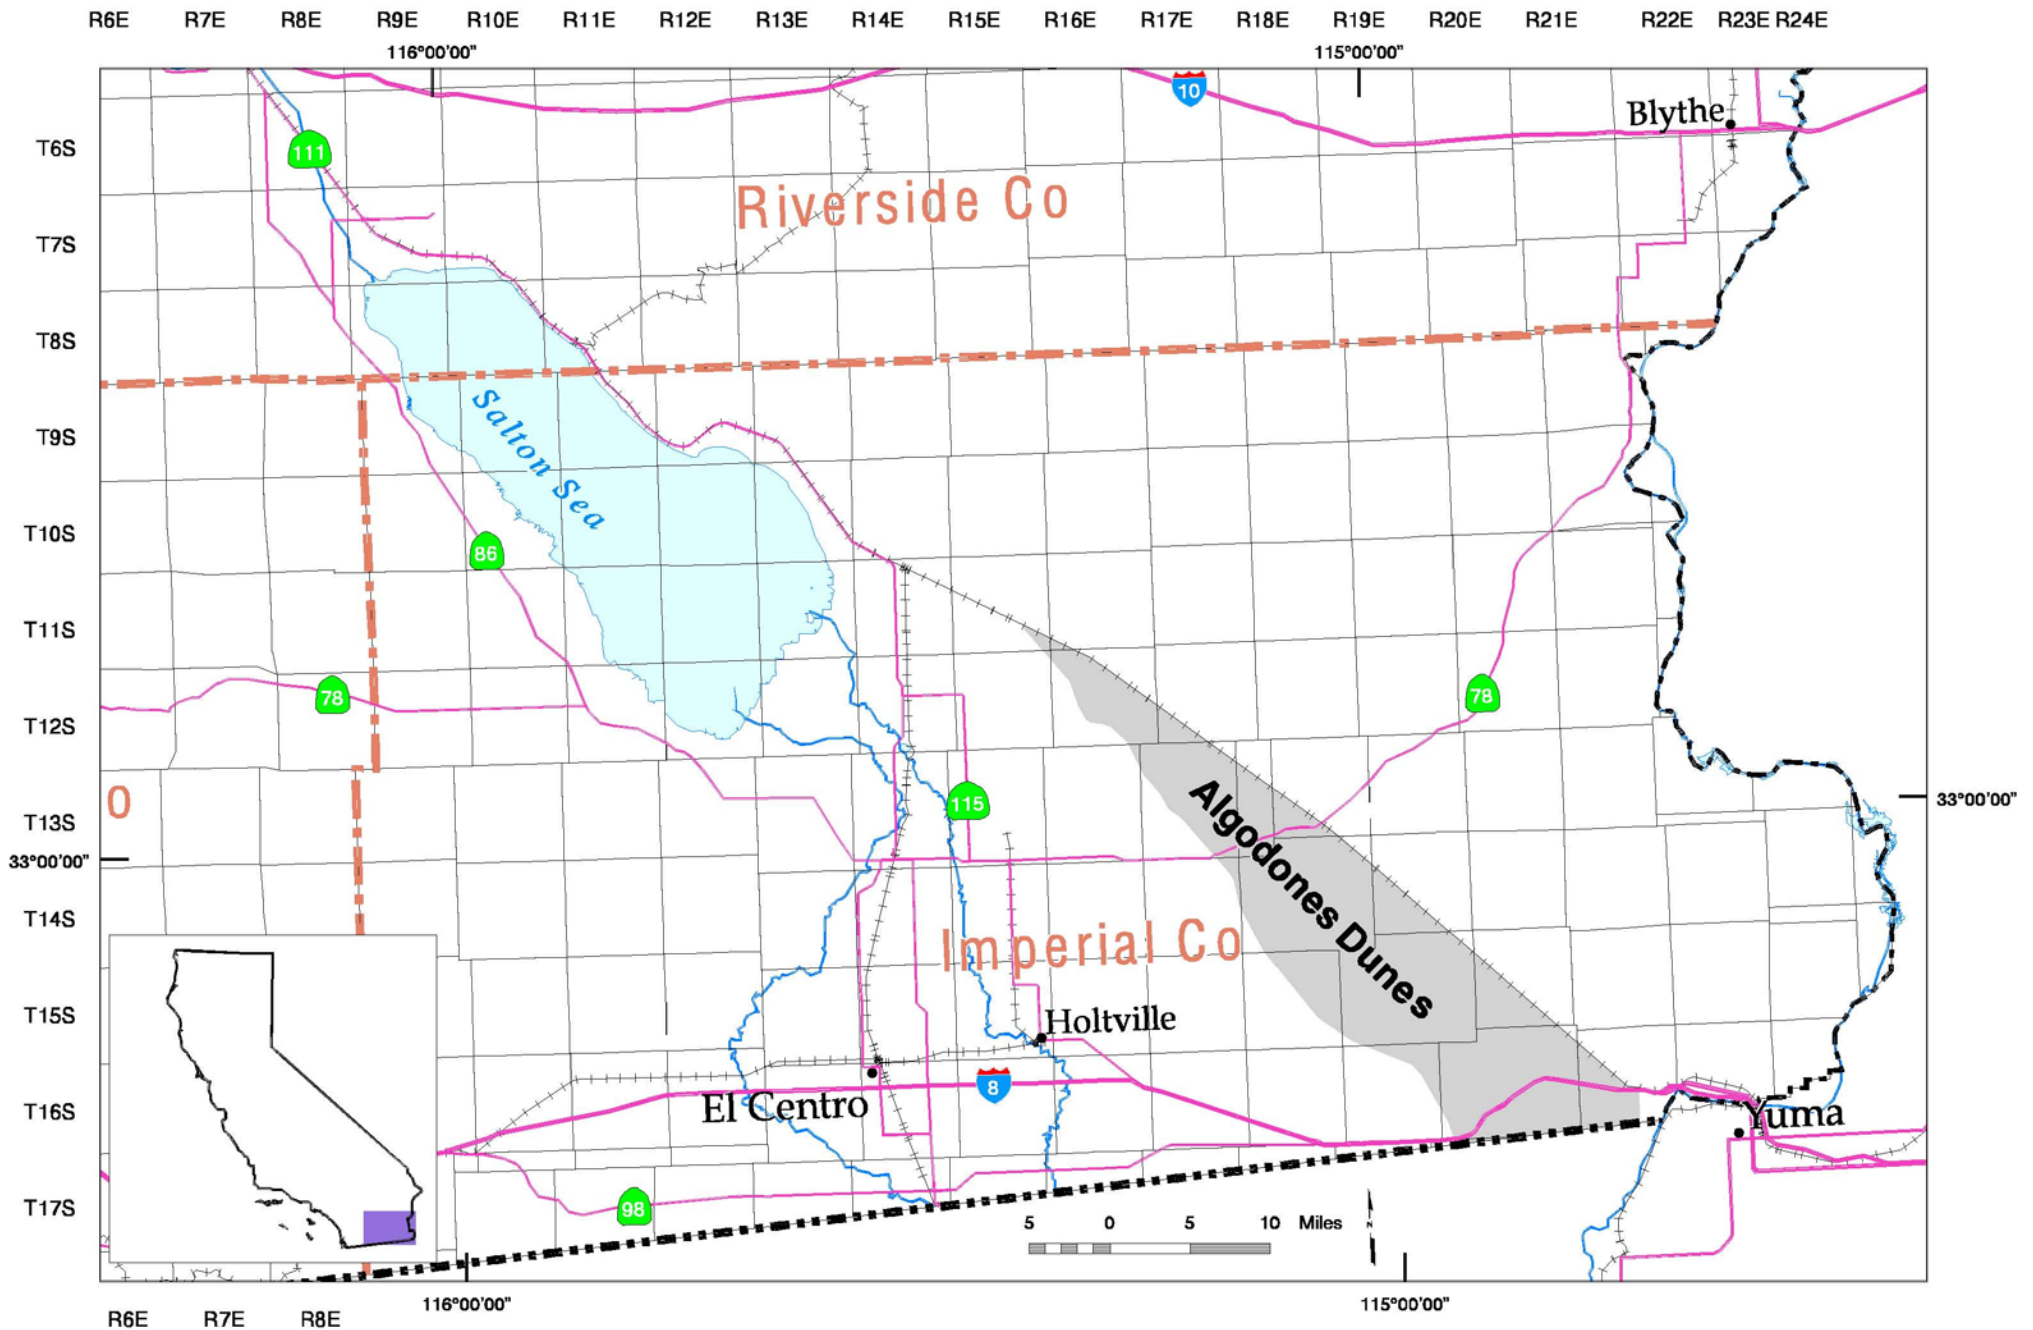 R6E R7E R8E R9E R10E R11E R12E R13E R14E R15E R16E R17E R18E R19E R20E R21E R22E R23E R24E
116°00'00" 115°00'00"
10
Blythe
111
T6S
Riverside Co
T7S
T8S
Salton Sea
T9S
T10S
86
T11S
78
78
T12S
115
O
T13S
33°00'00"
33°00'00"
Algodones Dunes
T14S
Imperial Co
T15S
Holtville
8
El Centro
T16S
Yuma
T17S
98
5 0 5 10 Miles
N
116°00'00" 115°00'00"
R6E R7E R8E